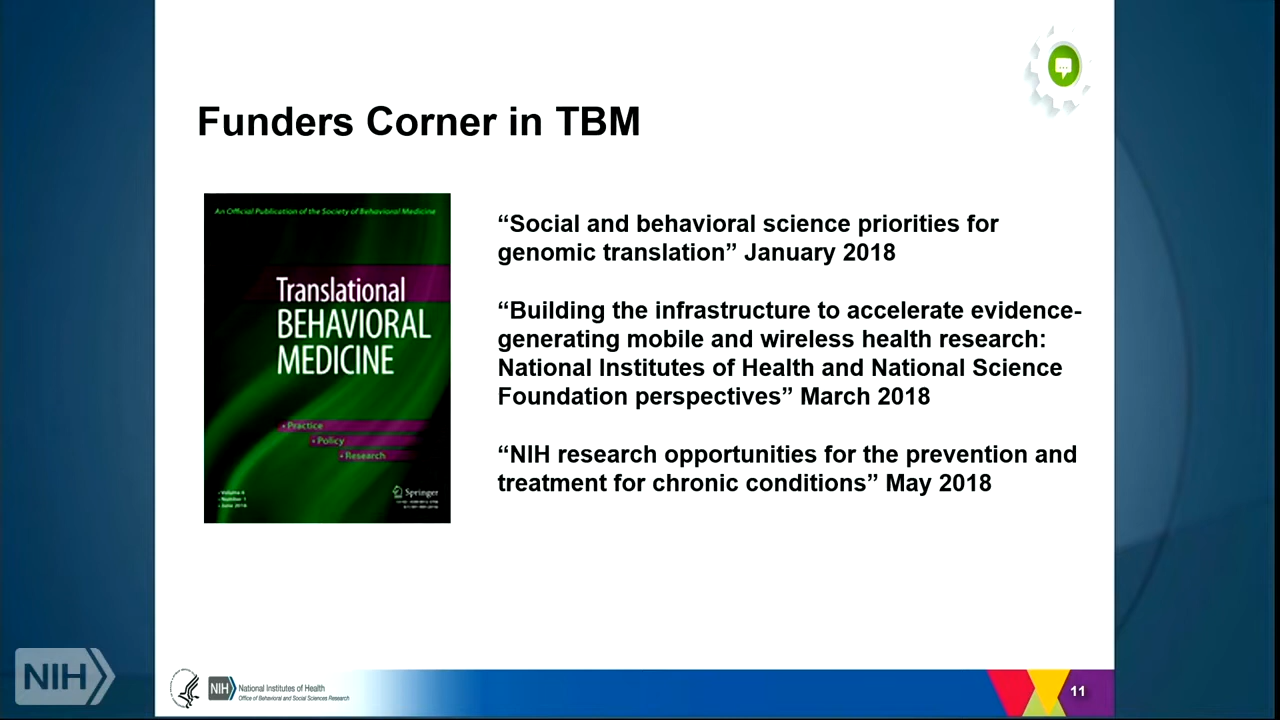 Funders Corner in TBM
An Official Publication of the Society of Behavioral Medicine
Translational
BEHAVIORAL
MEDICINE
• Practice
• Policy
• Research
Springer
“Social and behavioral science priorities for
genomic translation” January 2018
“Building the infrastructure to accelerate evidence-
generating mobile and wireless health research:
National Institutes of Health and National Science
Foundation perspectives” March 2018
“NIH research opportunities for the prevention and
treatment for chronic conditions” May 2018
NIH
NIH National Institutes of Health
Office of Behavioral and Social Sciences Research
11